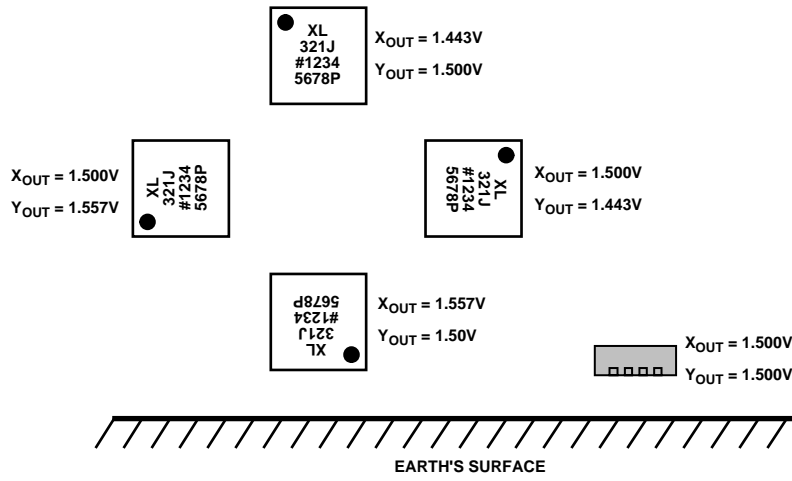 XL
321J
#1234
5678P
XOUT = 1.443V
YOUT = 1.500V
XOUT = 1.500V
YOUT = 1.557V
XL
321J
#1234
5678P
XL
321J
#1234
5678P
XOUT = 1.500V
YOUT = 1.443V
XL
321J
#1234
5678P
XOUT = 1.557V
YOUT = 1.50V
XOUT = 1.500V
YOUT = 1.500V
EARTH'S SURFACE